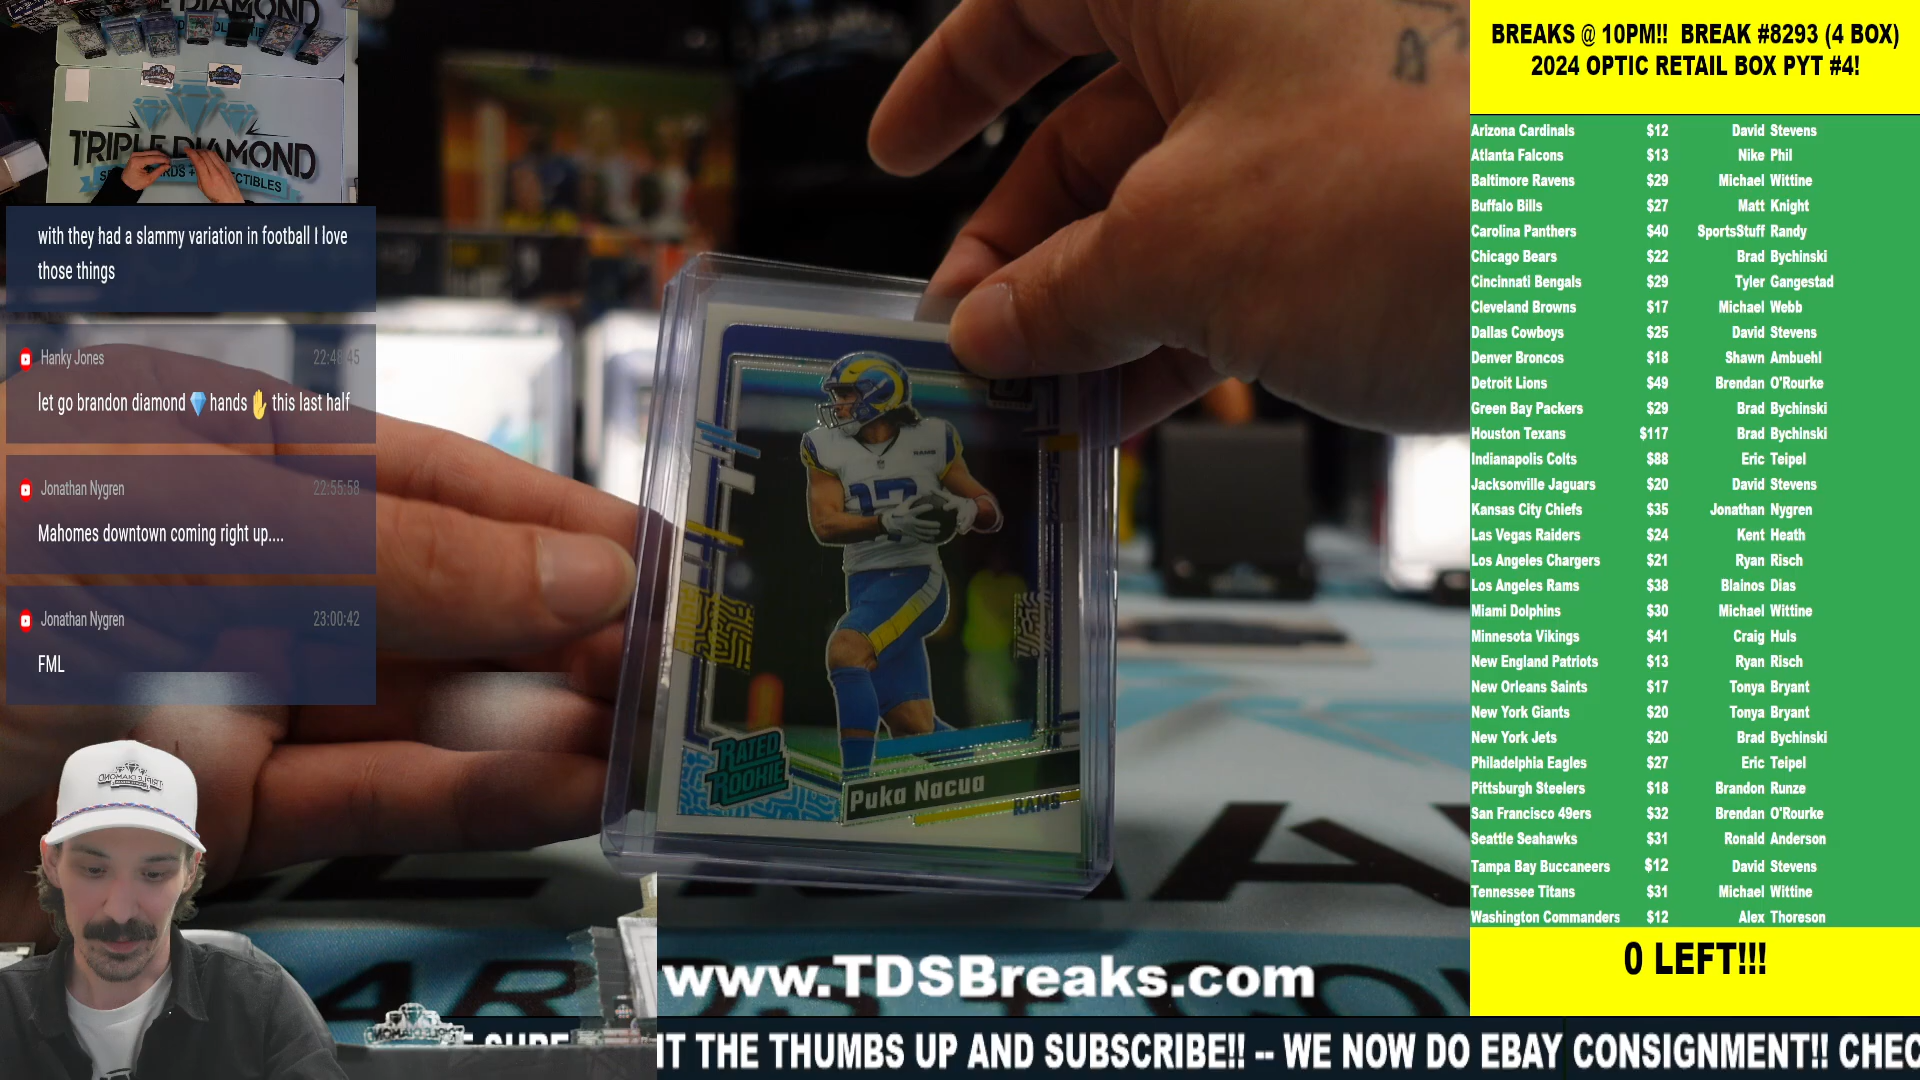 TRIPLE DIAMOND
with they had a slammy variation in football I love
those things
Hanky Jones 22:48:45
let go brandon diamond 💎 hands ✋ this last half
Jonathan Nygren 22:55:58
Mahomes downtown coming right up....
Jonathan Nygren 23:00:42
FML
RAMS
17
RATED
ROOKIE
Puka Nacua
RAMS
www.TDSBreaks.com
IT THE THUMBS UP AND SUBSCRIBE!! -- WE NOW DO EBAY CONSIGNMENT!! CHEC
BREAKS @ 10PM!! BREAK #8293 (4 BOX)
2024 OPTIC RETAIL BOX PYT #4!
Arizona Cardinals $12 David Stevens
Atlanta Falcons $13 Nike Phil
Baltimore Ravens $29 Michael Wittine
Buffalo Bills $27 Matt Knight
Carolina Panthers $40 SportsStuff Randy
Chicago Bears $22 Brad Bychinski
Cincinnati Bengals $29 Tyler Gangestad
Cleveland Browns $17 Michael Webb
Dallas Cowboys $25 David Stevens
Denver Broncos $18 Shawn Ambuehl
Detroit Lions $49 Brendan O'Rourke
Green Bay Packers $29 Brad Bychinski
Houston Texans $117 Brad Bychinski
Indianapolis Colts $88 Eric Teipel
Jacksonville Jaguars $20 David Stevens
Kansas City Chiefs $35 Jonathan Nygren
Las Vegas Raiders $24 Kent Heath
Los Angeles Chargers $21 Ryan Risch
Los Angeles Rams $38 Blainos Dias
Miami Dolphins $30 Michael Wittine
Minnesota Vikings $41 Craig Huls
New England Patriots $13 Ryan Risch
New Orleans Saints $17 Tonya Bryant
New York Giants $20 Tonya Bryant
New York Jets $20 Brad Bychinski
Philadelphia Eagles $27 Eric Teipel
Pittsburgh Steelers $18 Brandon Runze
San Francisco 49ers $32 Brendan O'Rourke
Seattle Seahawks $31 Ronald Anderson
Tampa Bay Buccaneers $12 David Stevens
Tennessee Titans $31 Michael Wittine
Washington Commanders $12 Alex Thoreson
0 LEFT!!!